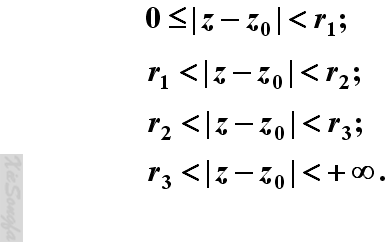 0 ≤ |z − z₀| < r₁;
r₁ < |z − z₀| < r₂;
r₂ < |z − z₀| < r₃;
r₃ < |z − z₀| < +∞.